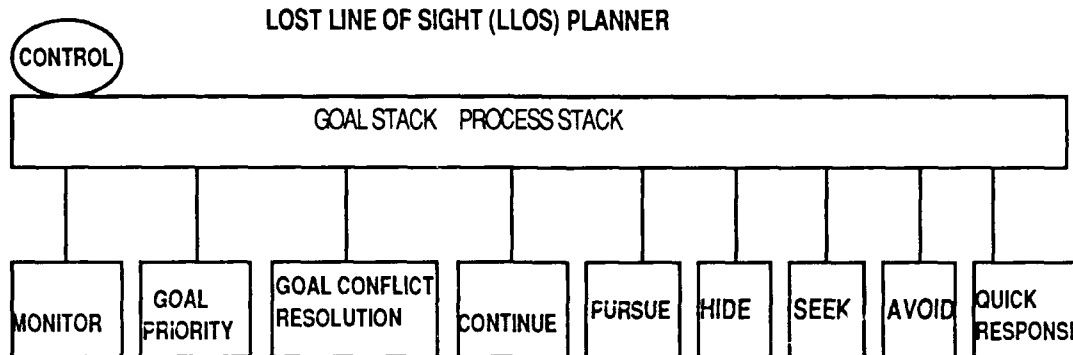 LOST LINE OF SIGHT (LLOS) PLANNER
CONTROL
GOAL STACK PROCESS STACK
MONITOR
GOAL
PRIORITY
GOAL CONFLICT
RESOLUTION
CONTINUE
PURSUE
HIDE
SEEK
AVOID
QUICK
RESPONSE